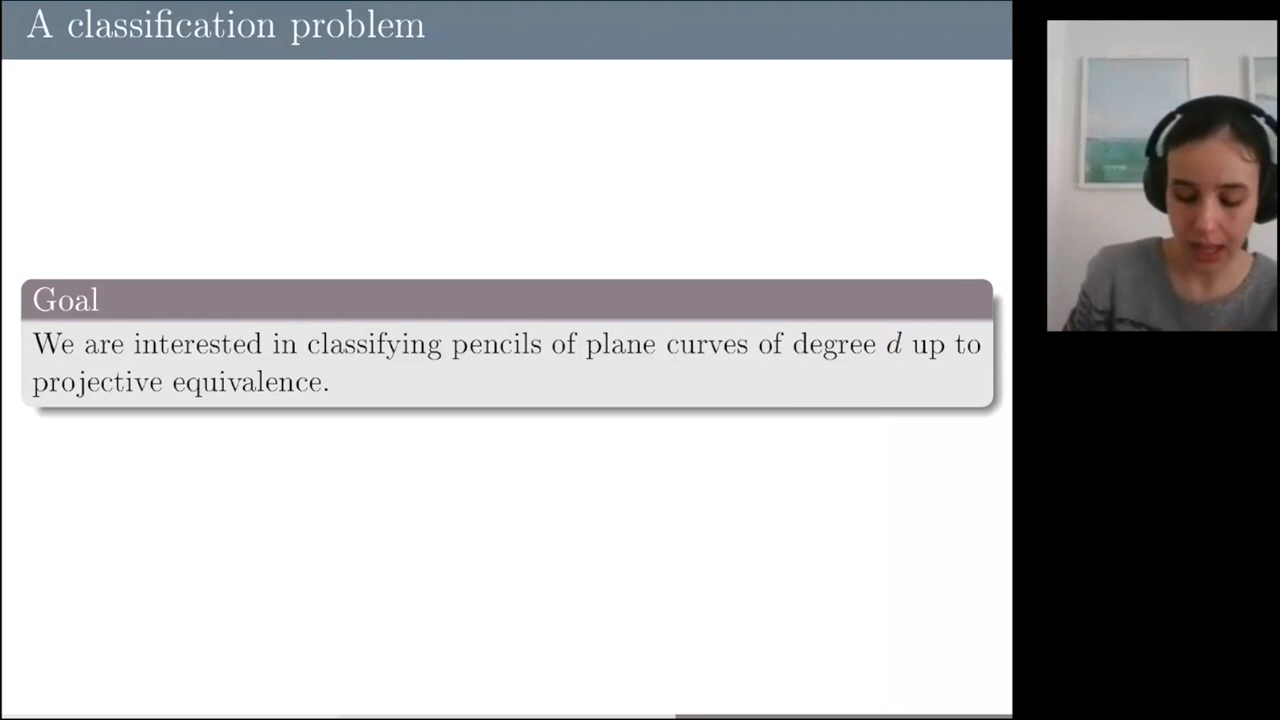 A classification problem
Goal
We are interested in classifying pencils of plane curves of degree d up to
projective equivalence.